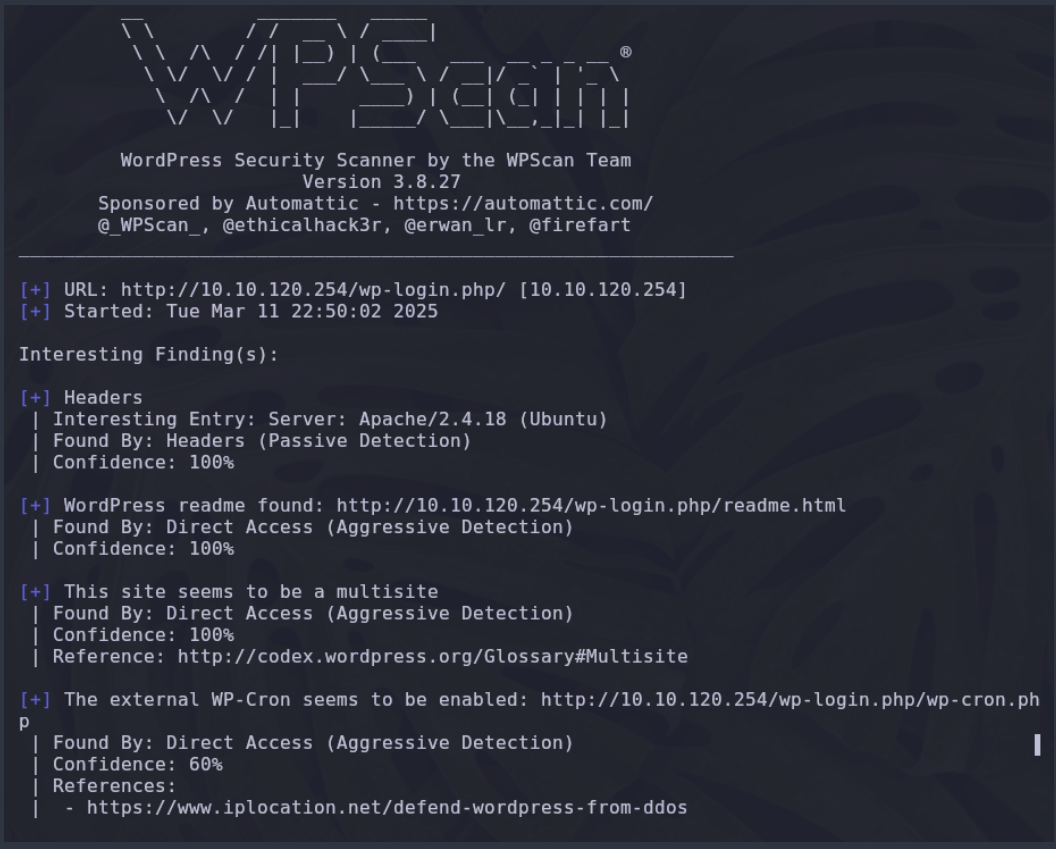 ®
WordPress Security Scanner by the WPScan Team
Version 3.8.27
Sponsored by Automattic - https://automattic.com/
@_WPScan_, @ethicalhack3r, @erwan_lr, @firefart
[+] URL: http://10.10.120.254/wp-login.php/ [10.10.120.254]
[+] Started: Tue Mar 11 22:50:02 2025
Interesting Finding(s):
[+] Headers
| Interesting Entry: Server: Apache/2.4.18 (Ubuntu)
| Found By: Headers (Passive Detection)
| Confidence: 100%
[+] WordPress readme found: http://10.10.120.254/wp-login.php/readme.html
| Found By: Direct Access (Aggressive Detection)
| Confidence: 100%
[+] This site seems to be a multisite
| Found By: Direct Access (Aggressive Detection)
| Confidence: 100%
| Reference: http://codex.wordpress.org/Glossary#Multisite
[+] The external WP-Cron seems to be enabled: http://10.10.120.254/wp-login.php/wp-cron.ph
p
| Found By: Direct Access (Aggressive Detection)
| Confidence: 60%
| References:
|  - https://www.iplocation.net/defend-wordpress-from-ddos